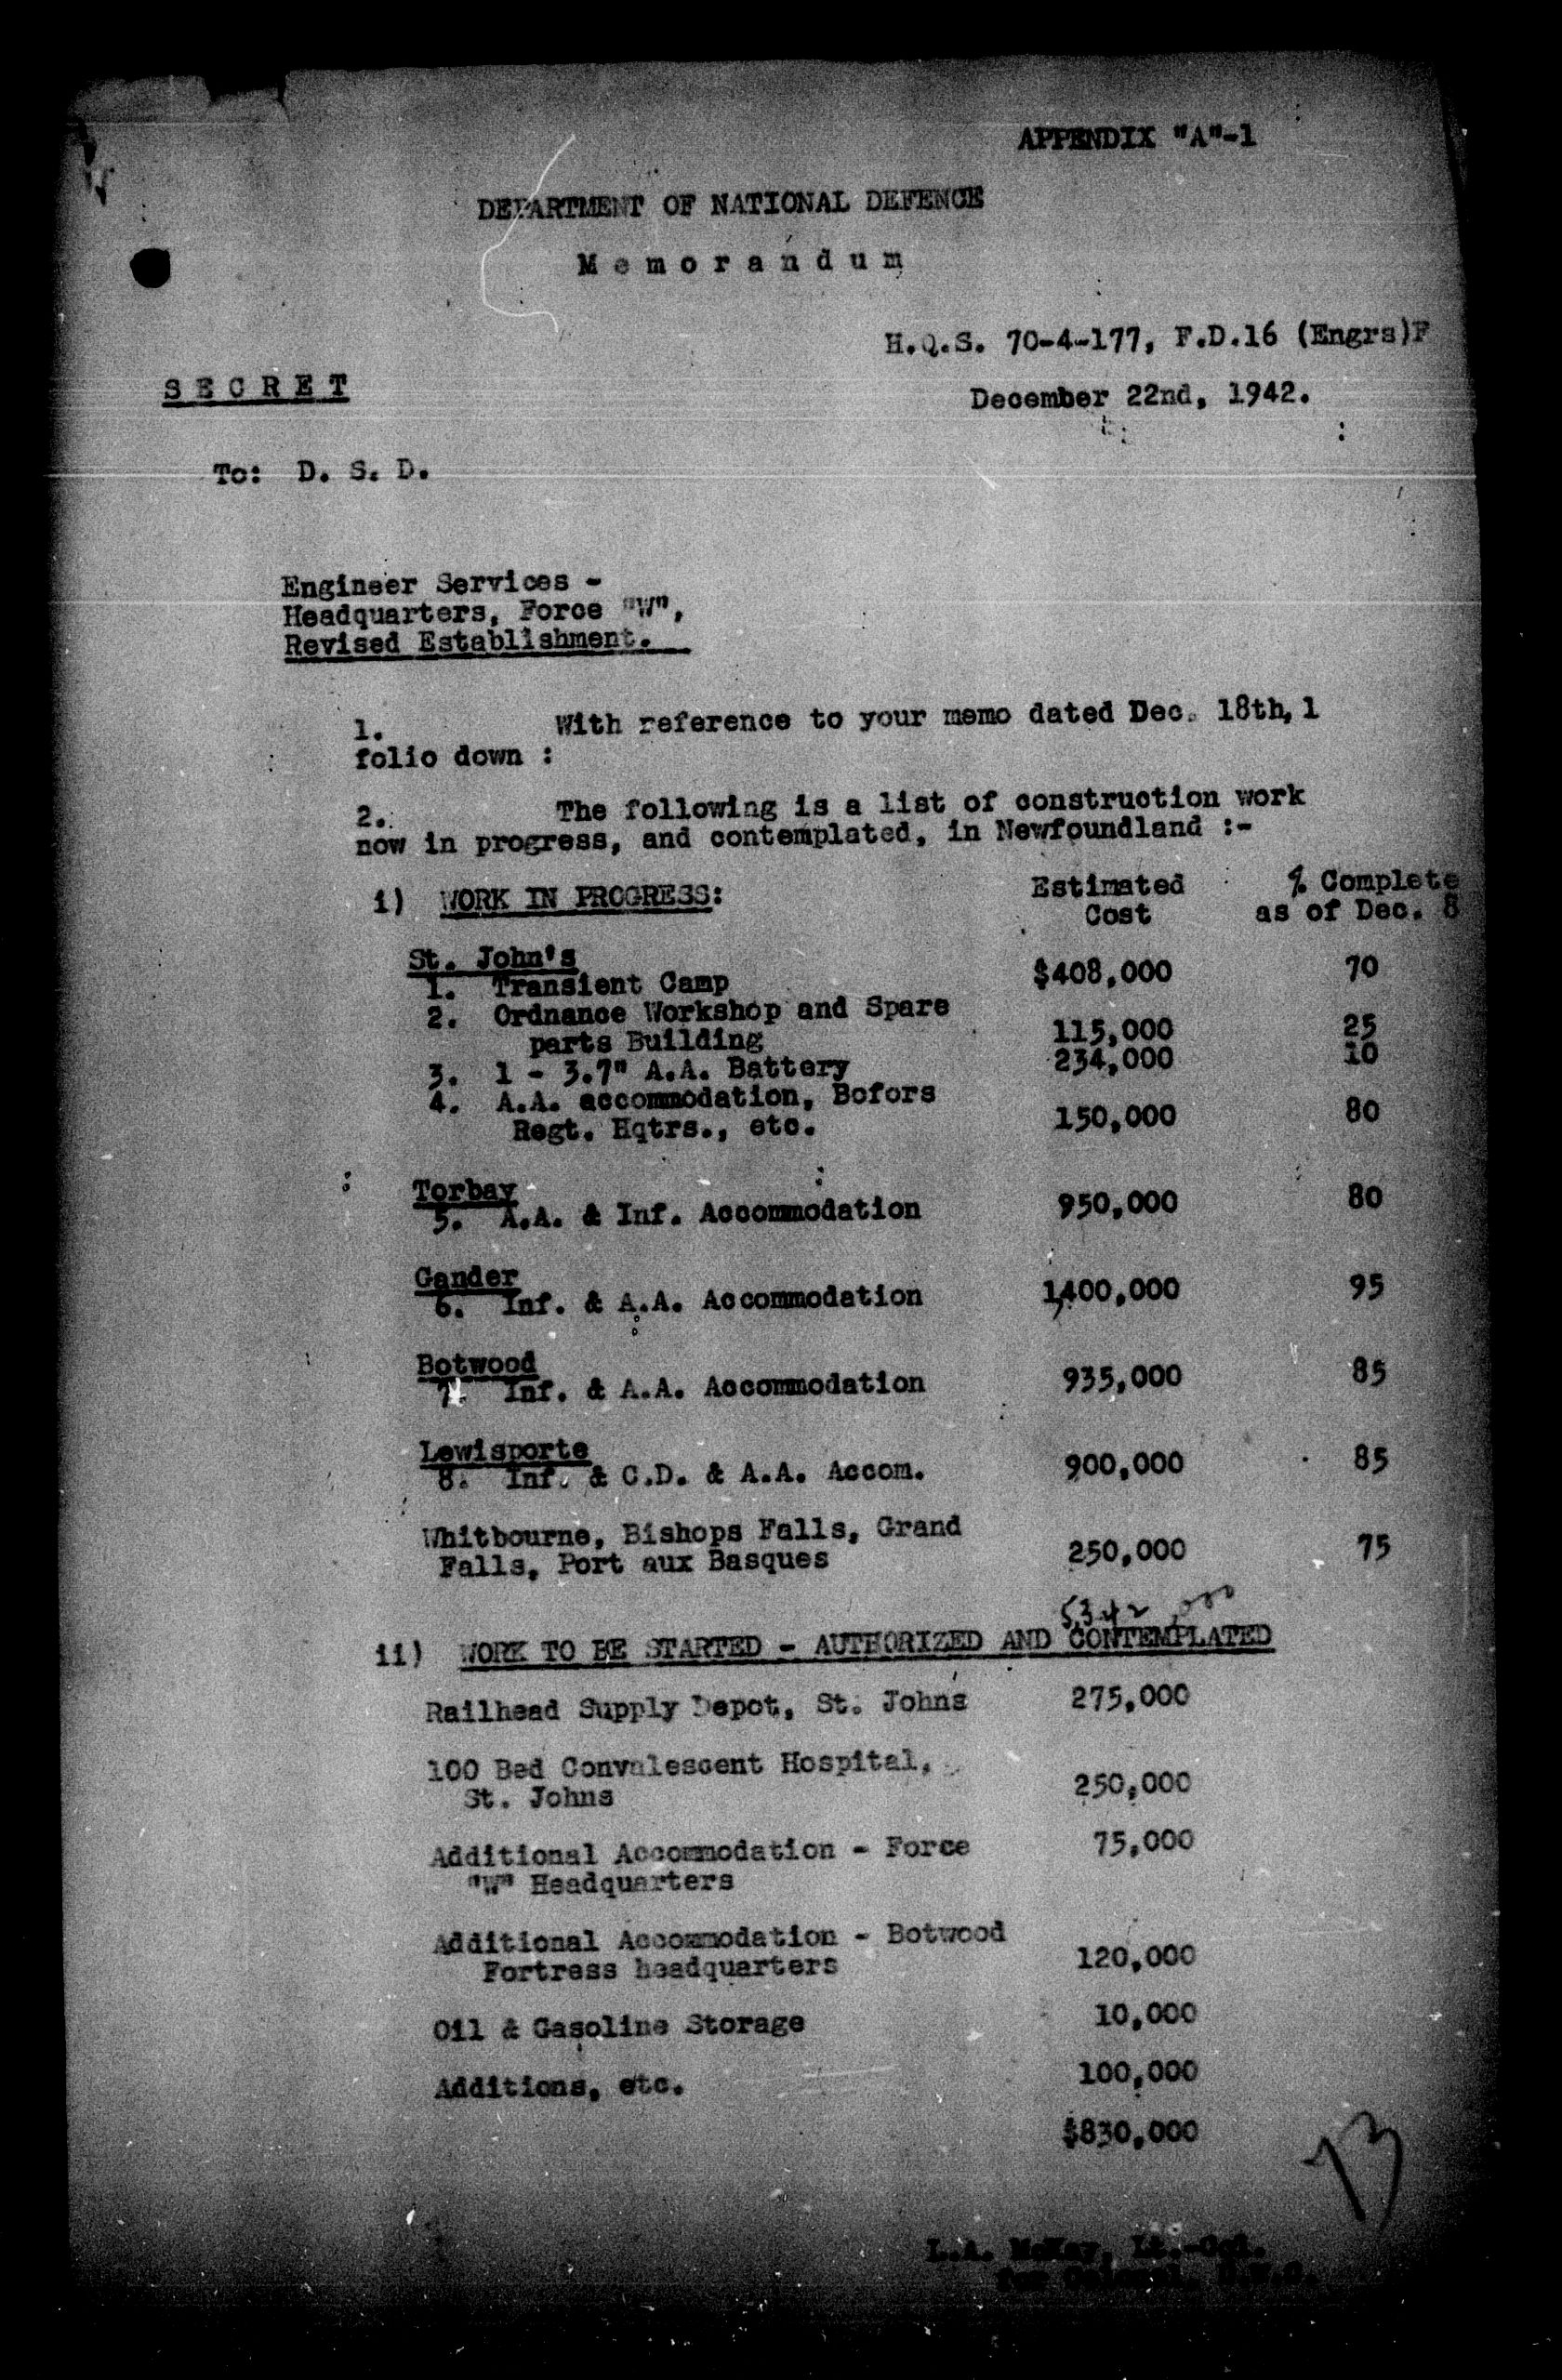 APPENDIX "A"-1
DEPARTMENT OF NATIONAL DEFENCE
Memorandum
H.Q.S. 70-4-177, F.D.16 (Engrs)F
SECRET
December 22nd, 1942.
To: D. S. D.
Engineer Services -
Headquarters, Force "W",
Revised Establishment.
1. With reference to your memo dated Dec. 18th, 1
folio down :
2. The following is a list of construction work
now in progress, and contemplated, in Newfoundland :-
i) WORK IN PROGRESS: Estimated % Complete
Cost as of Dec. 8
St. John's
1. Transient Camp $408,000 70
2. Ordnance Workshop and Spare
parts Building 115,000 25
3. 1 - 3.7" A.A. Battery 234,000 10
4. A.A. accommodation, Bofors
Regt. Hqtrs., etc. 150,000 80
Torbay
5. A.A. & Inf. Accommodation 950,000 80
Gander
6. Inf. & A.A. Accommodation 1,400,000 95
Botwood
7. Inf. & A.A. Accommodation 935,000 85
Lewisporte
8. Inf. & C.D. & A.A. Accom. 900,000 85
Whitbourne, Bishops Falls, Grand
Falls, Port aux Basques 250,000 75
5342,000
ii) WORK TO BE STARTED - AUTHORIZED AND CONTEMPLATED
Railhead Supply Depot, St. Johns 275,000
100 Bed Convalescent Hospital,
St. Johns 250,000
Additional Accommodation - Force 75,000
"W" Headquarters
Additional Accommodation - Botwood
Fortress headquarters 120,000
Oil & Gasoline Storage 10,000
Additions, etc. 100,000
$830,000
L.A. McKay, Lt.-Col.
for Colonel,